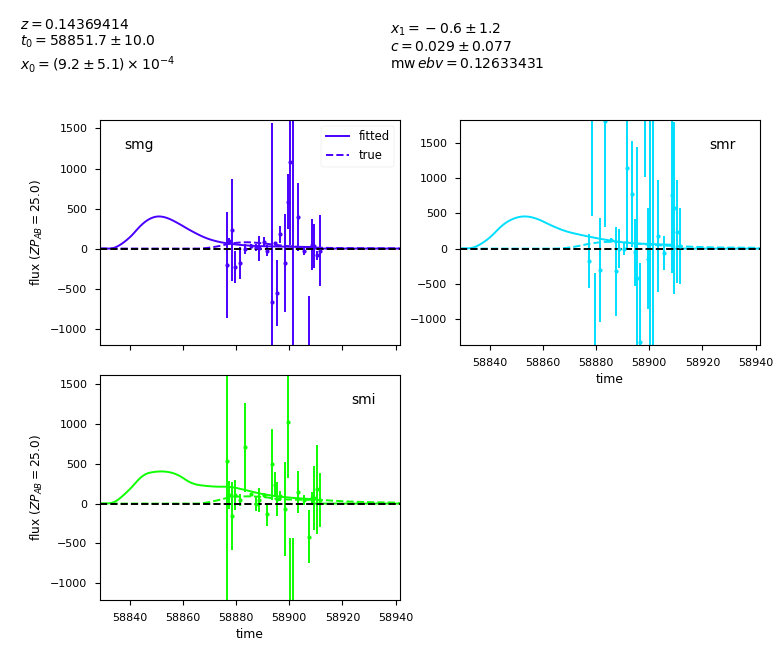 z = 0.14369414
t₀ = 58851.7 ± 10.0
x₀ = (9.2 ± 5.1) × 10⁻⁴
x₁ = −0.6 ± 1.2
c = 0.029 ± 0.077
mw ebv = 0.12633431
smg
fitted
true
1500
1000
500
0
−500
−1000
flux (ZP_AB = 25.0)
smr
1500
1000
500
0
−500
−1000
58840 58860 58880 58900 58920 58940
time
smi
1500
1000
500
0
−500
−1000
flux (ZP_AB = 25.0)
58840 58860 58880 58900 58920 58940
time